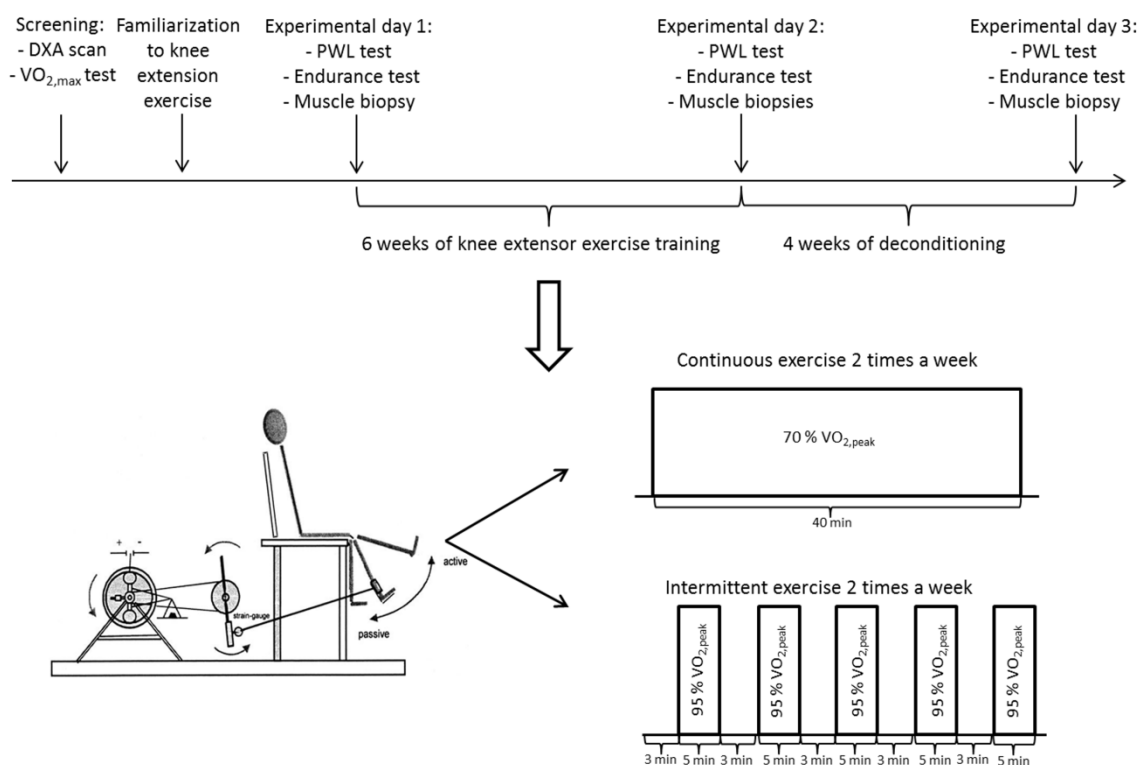 Screening:
- DXA scan
- VO2,max test
Familiarization
to knee
extension
exercise
Experimental day 1:
- PWL test
- Endurance test
- Muscle biopsy
Experimental day 2:
- PWL test
- Endurance test
- Muscle biopsies
Experimental day 3:
- PWL test
- Endurance test
- Muscle biopsy
6 weeks of knee extensor exercise training
4 weeks of deconditioning
Continuous exercise 2 times a week
70 % VO2,peak
40 min
+ -
strain-gauge
active
passive
Intermittent exercise 2 times a week
95 % VO2,peak
95 % VO2,peak
95 % VO2,peak
95 % VO2,peak
95 % VO2,peak
3 min 5 min 3 min 5 min 3 min 5 min 3 min 5 min 3 min 5 min